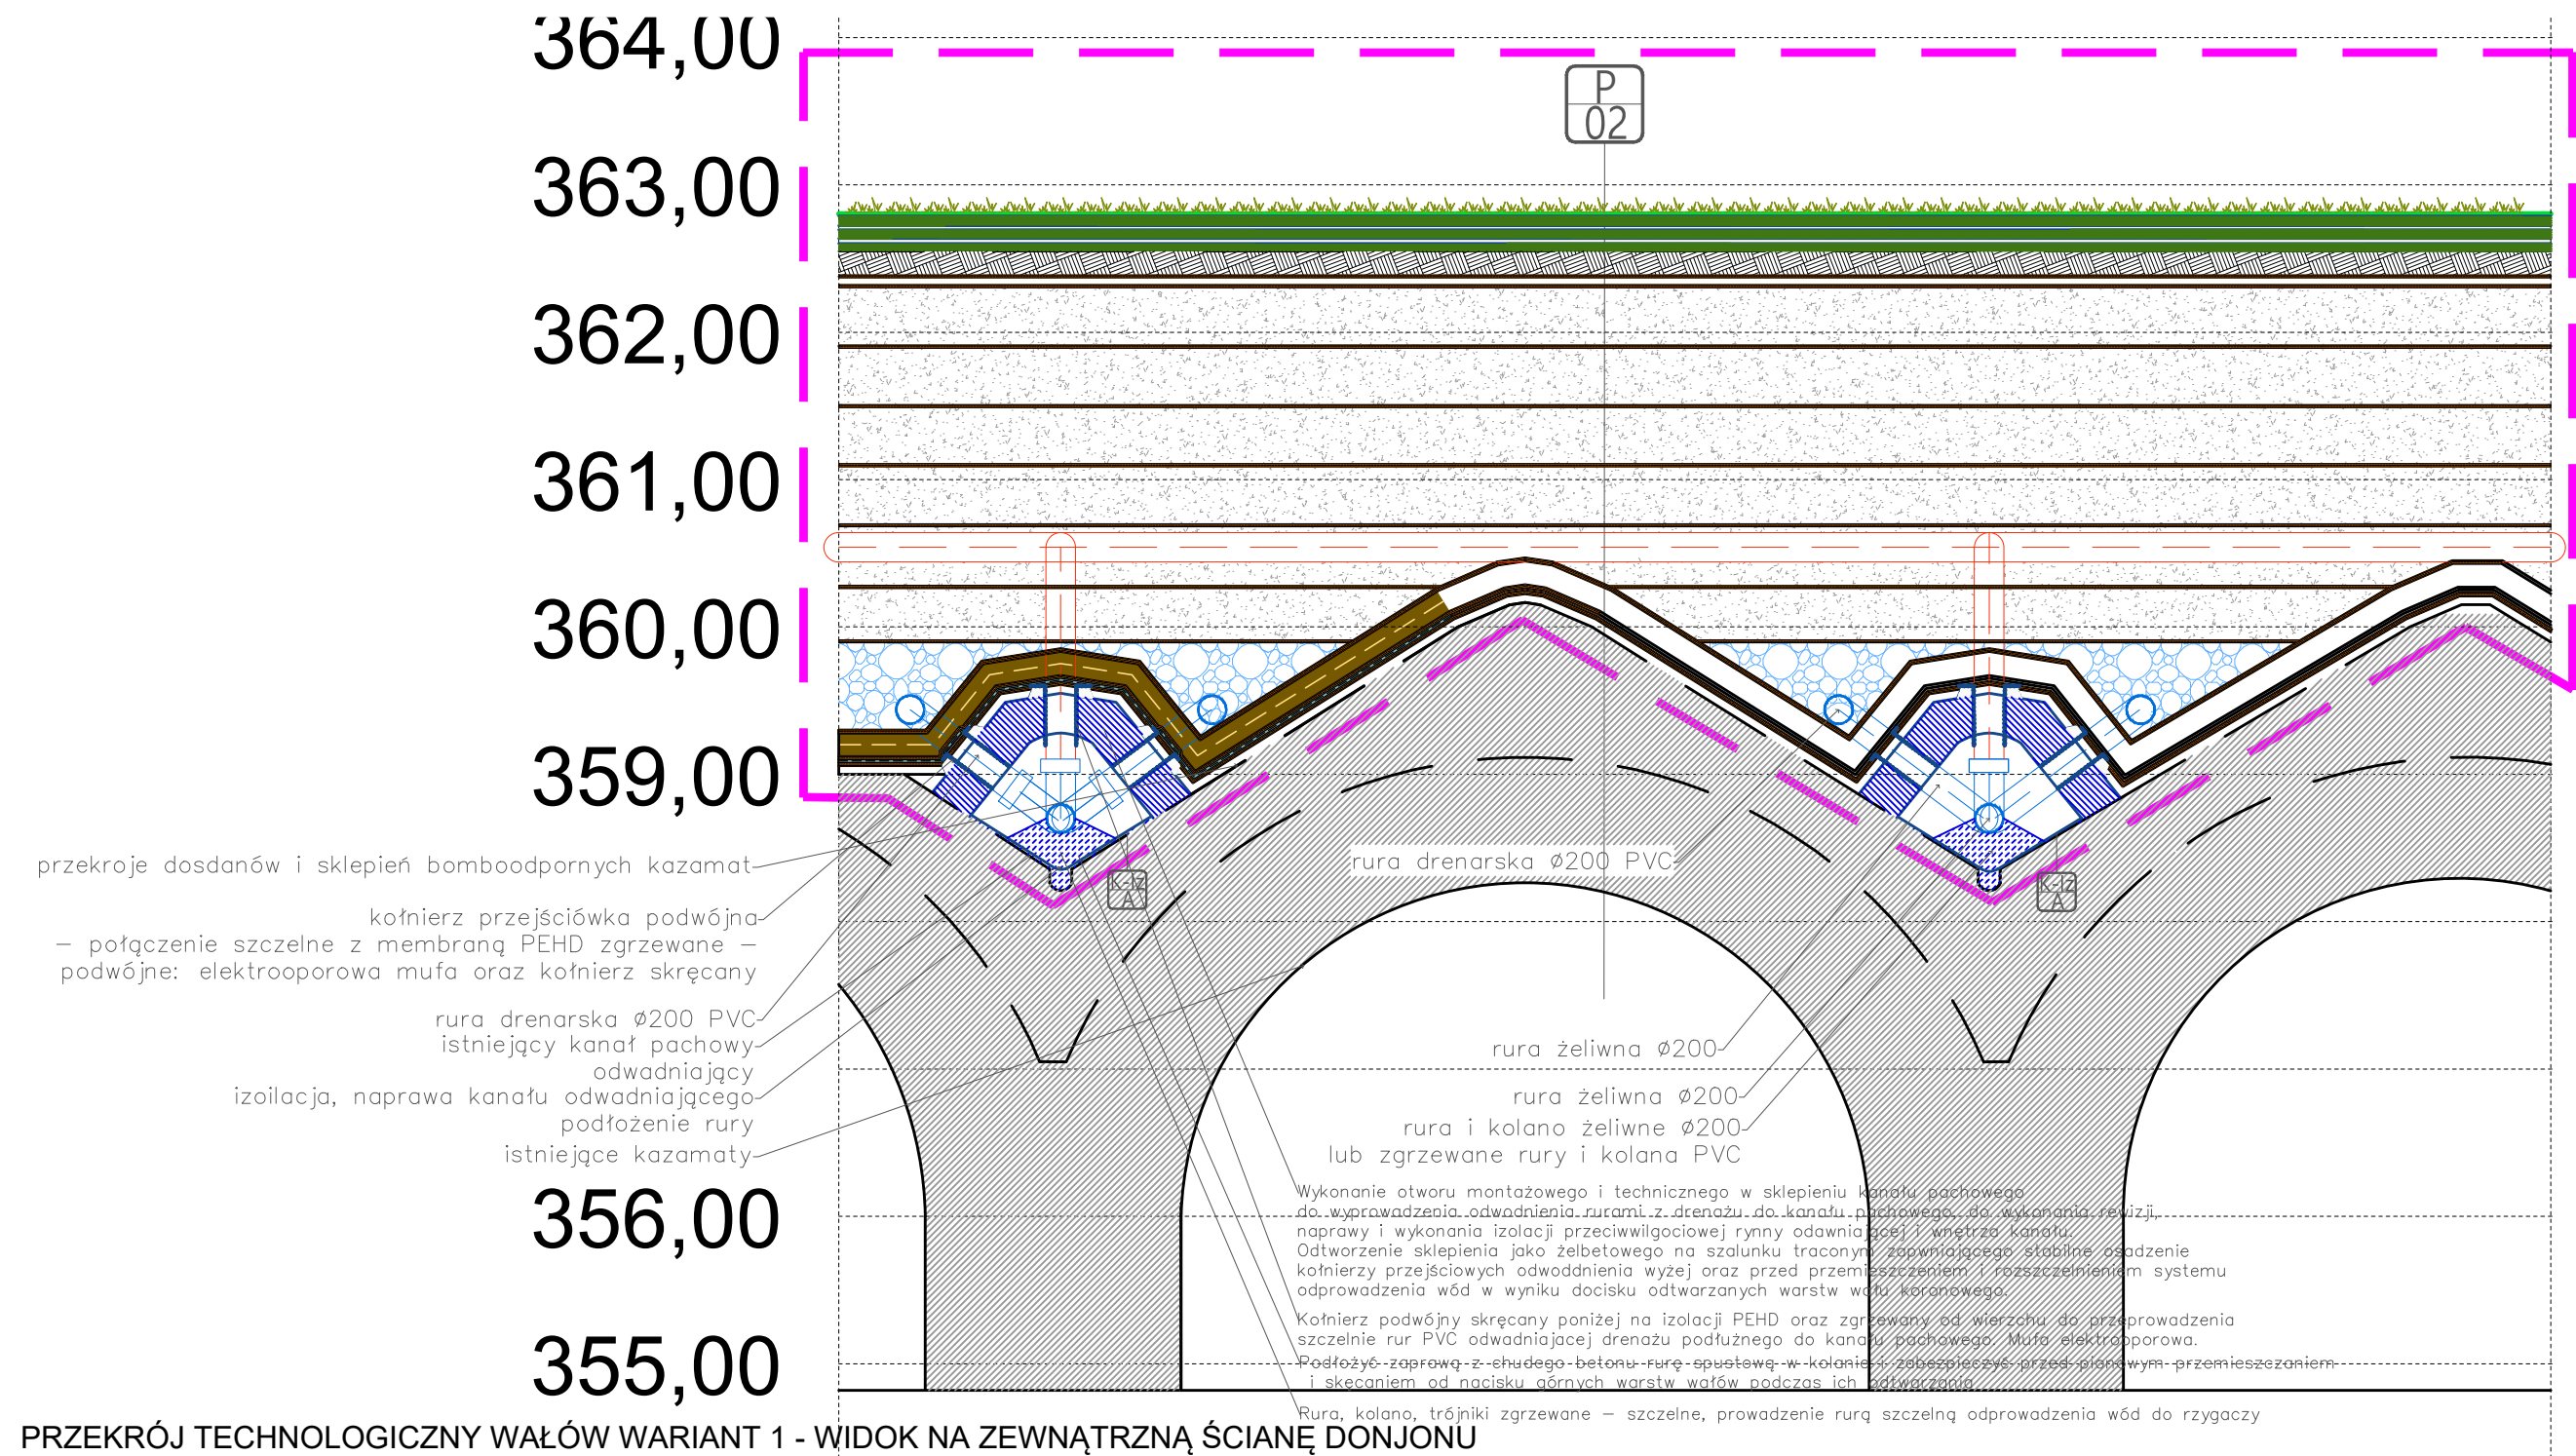 364,00
P
02
363,00
362,00
361,00
360,00
359,00
przekroje dosdanów i sklepień bomboodpornych kazamat
rura drenarska Ø200 PVC
K-Iz
A
K-Iz
A
kołnierz przejściówka podwójna
– połączenie szczelne z membraną PEHD zgrzewane –
podwójne: elektrooporowa mufa oraz kołnierz skręcany
rura drenarska Ø200 PVC
istniejący kanał pachowy
odwadniający
izoilacja, naprawa kanału odwadniającego
podłożenie rury
istniejące kazamaty
rura żeliwna Ø200
rura żeliwna Ø200
rura i kolano żeliwne Ø200
lub zgrzewane rury i kolana PVC
Wykonanie otworu montażowego i technicznego w sklepieniu kanału pachowego
do wyprowadzenia odwodnienia rurami z drenażu do kanału pachowego, do wykonania rewizji,
naprawy i wykonania izolacji przeciwwilgociowej rynny odawniającej i wnętrza kanału.
Odtworzenie sklepienia jako żelbetowego na szalunku traconym zapwniającego stabilne osadzenie
kołnierzy przejściowych odwoddnienia wyżej oraz przed przemieszczeniem i rozszczelnieniem systemu
odprowadzenia wód w wyniku docisku odtwarzanych warstw wału koronowego.
Kołnierz podwójny skręcany poniżej na izolacji PEHD oraz zgrzewany od wierzchu do przeprowadzenia
szczelnie rur PVC odwadniajacej drenażu podłużnego do kanału pachowego. Mufa elektrooporowa.
Podłożyć zaprawą z chudego betonu rurę spustową w kolanie i zabezpieczyć przed pianowym przemieszczaniem
i skęcaniem od nacisku górnych warstw wałów podczas ich odtwarzania
Rura, kolano, trójniki zgrzewane – szczelne, prowadzenie rurą szczelną odprowadzenia wód do rzygaczy
356,00
355,00
PRZEKRÓJ TECHNOLOGICZNY WAŁÓW WARIANT 1 - WIDOK NA ZEWNĄTRZNĄ ŚCIANĘ DONJONU